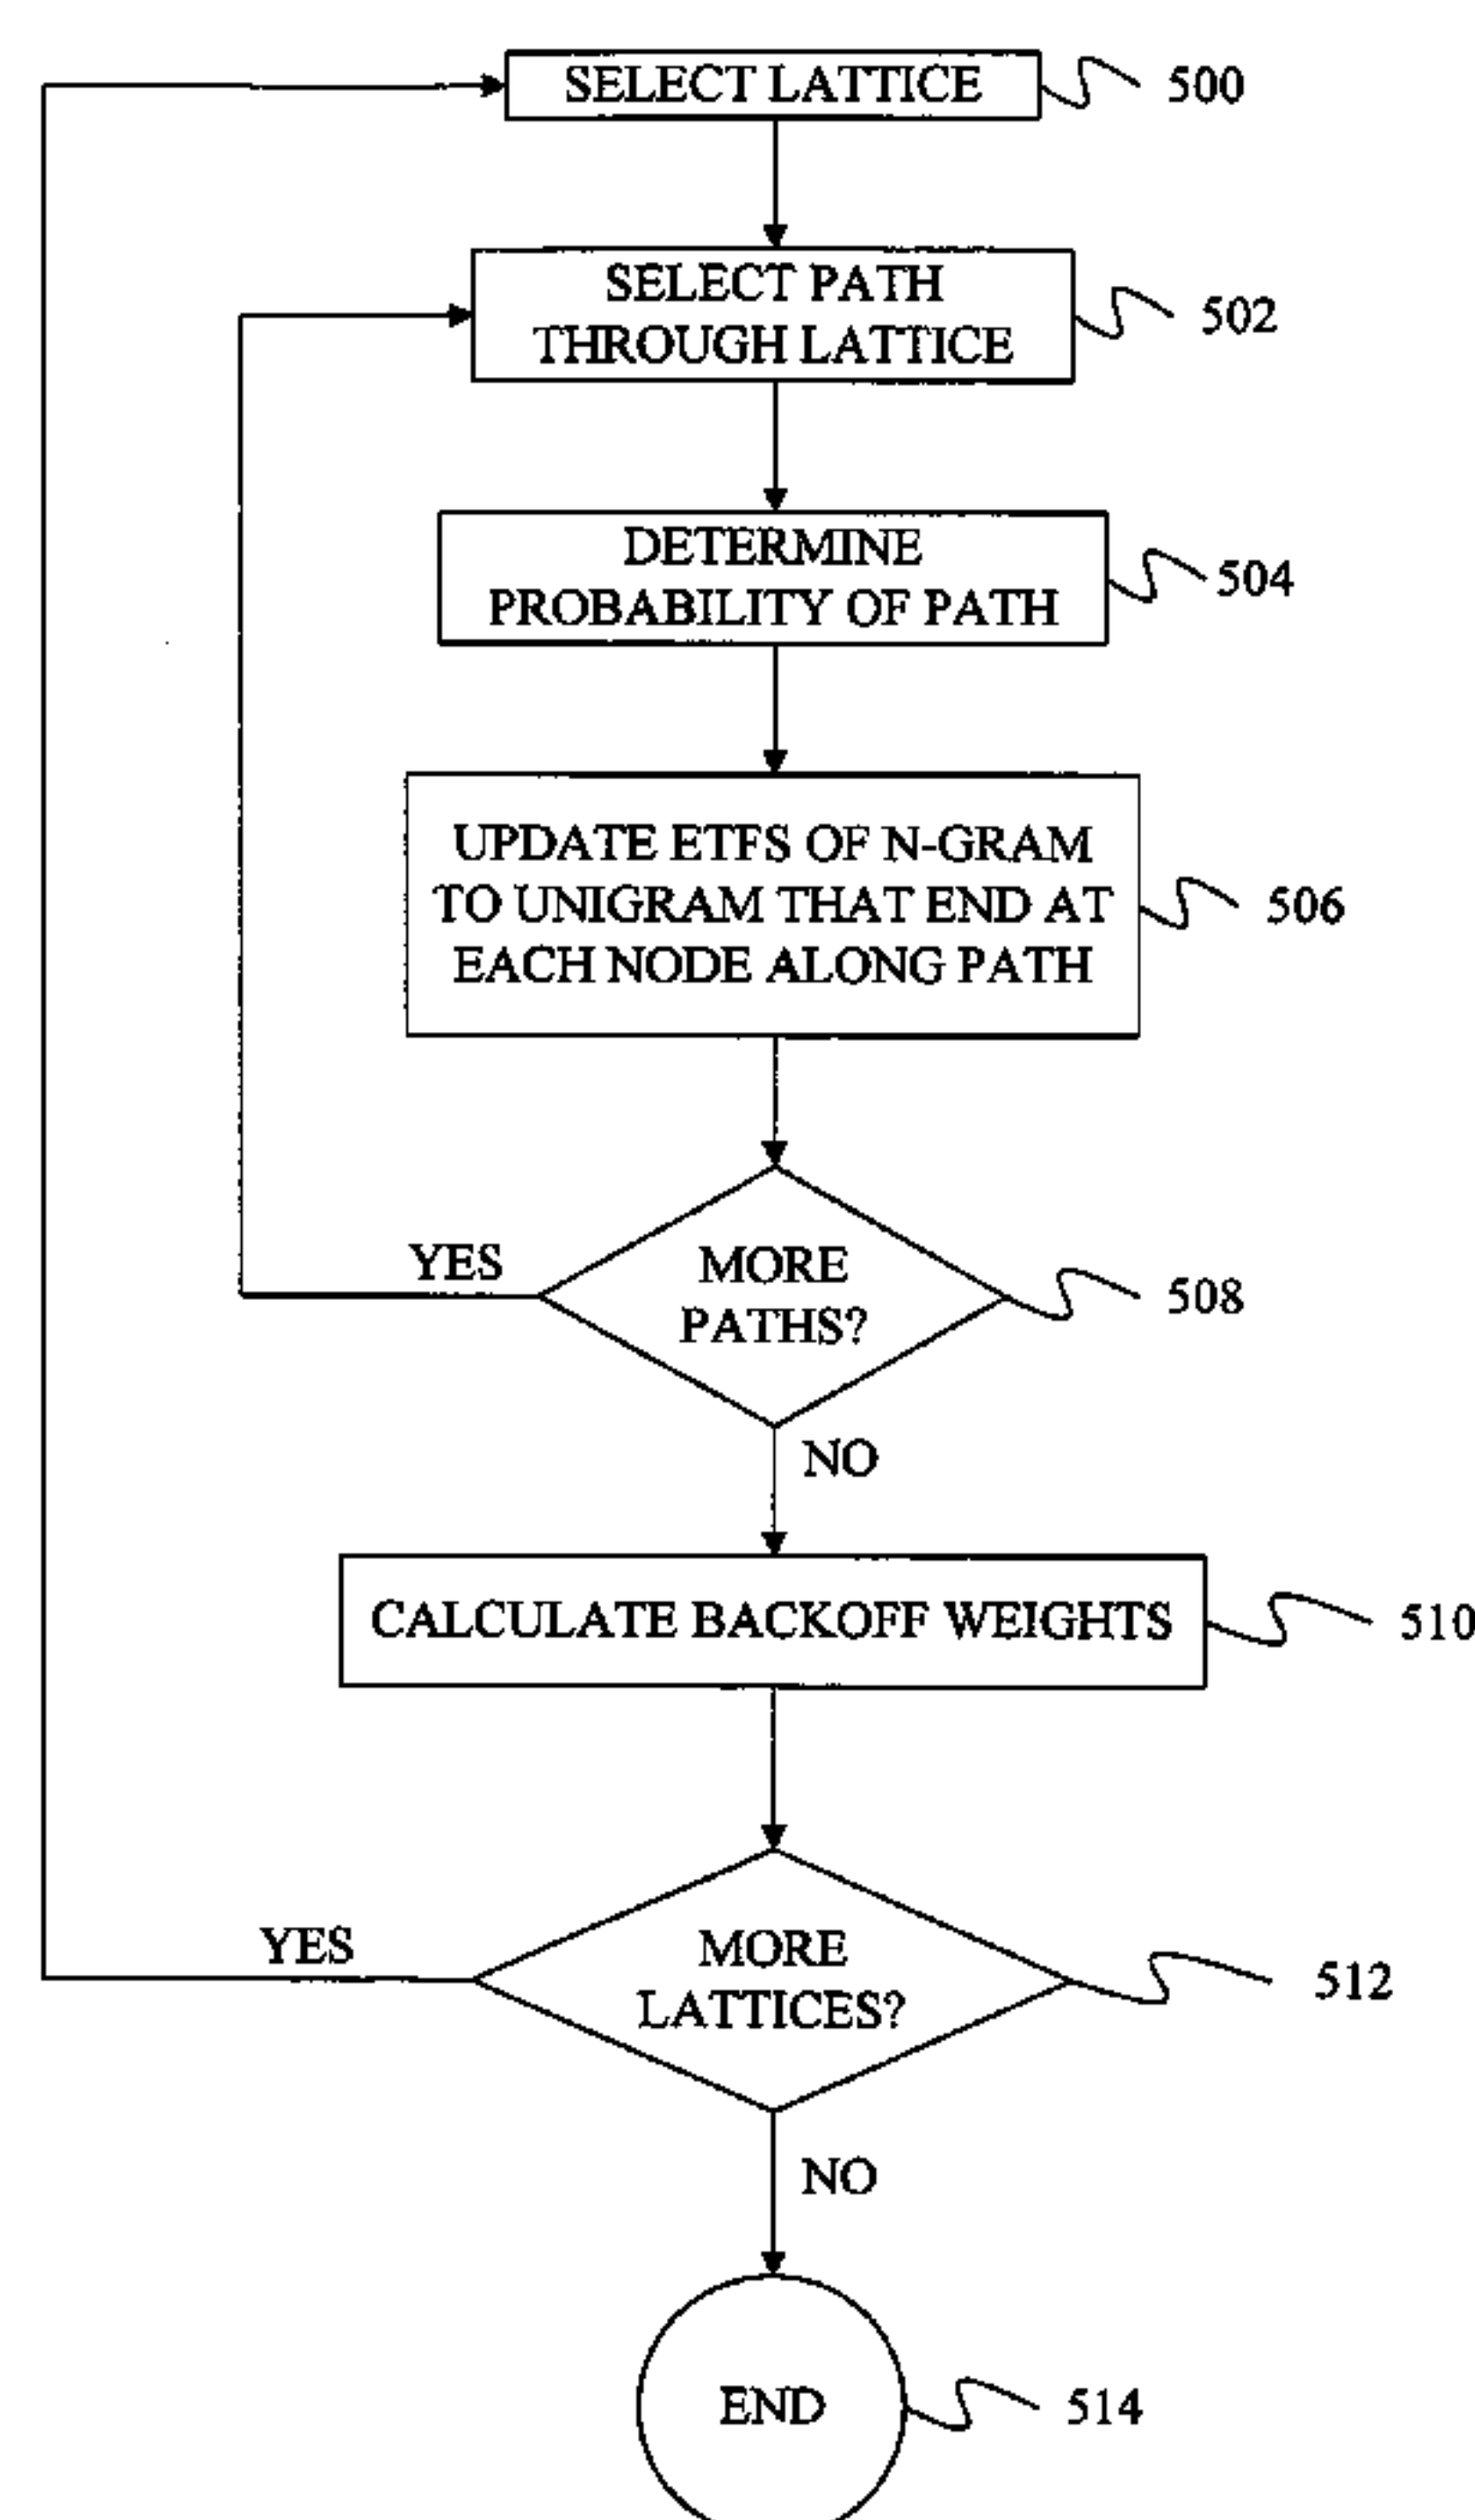 SELECT LATTICE
500
SELECT PATH
THROUGH LATTICE
502
DETERMINE
PROBABILITY OF PATH
504
UPDATE ETFS OF N-GRAM
TO UNIGRAM THAT END AT
EACH NODE ALONG PATH
506
YES
MORE
PATHS?
508
NO
CALCULATE BACKOFF WEIGHTS
510
YES
MORE
LATTICES?
512
NO
END
514